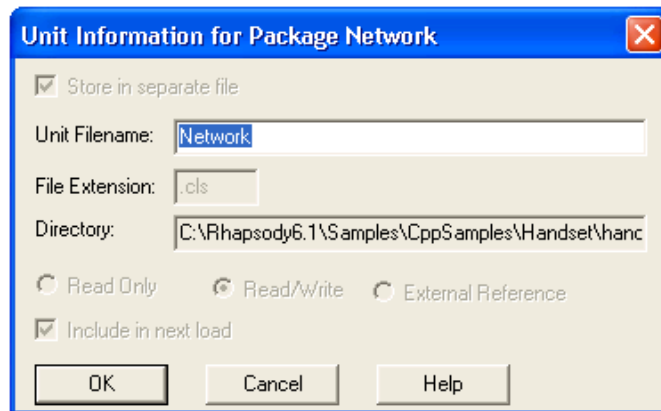 Unit Information for Package Network
Store in separate file
Unit Filename: Network
File Extension: .cls
Directory: C:\Rhapsody6.1\Samples\CppSamples\Handset\hand
Read Only Read/Write External Reference
Include in next load
OK Cancel Help